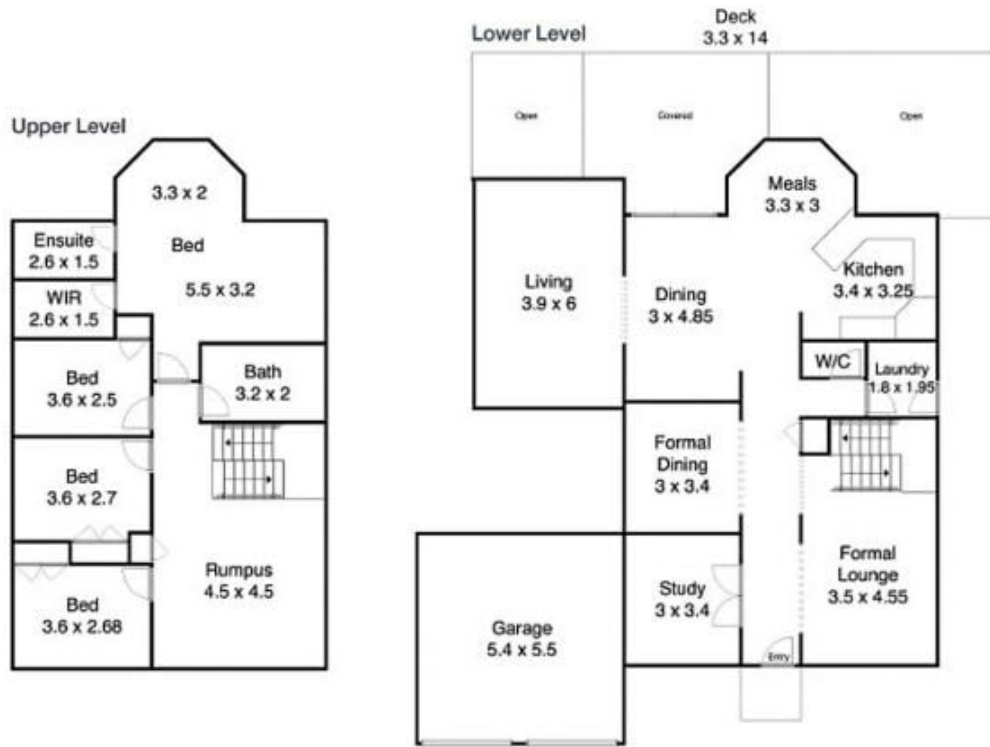 Upper Level
3.3 x 2
Ensuite
2.6 x 1.5
Bed
5.5 x 3.2
WIR
2.6 x 1.5
Bed
3.6 x 2.5
Bath
3.2 x 2
Bed
3.6 x 2.7
Rumpus
4.5 x 4.5
Bed
3.6 x 2.68
Lower Level
Deck
3.3 x 14
Open
Covered
Open
Meals
3.3 x 3
Living
3.9 x 6
Dining
3 x 4.85
Kitchen
3.4 x 3.25
W/C
Laundry
1.8 x 1.95
Formal
Dining
3 x 3.4
Formal
Lounge
3.5 x 4.55
Study
3 x 3.4
Garage
5.4 x 5.5
Entry